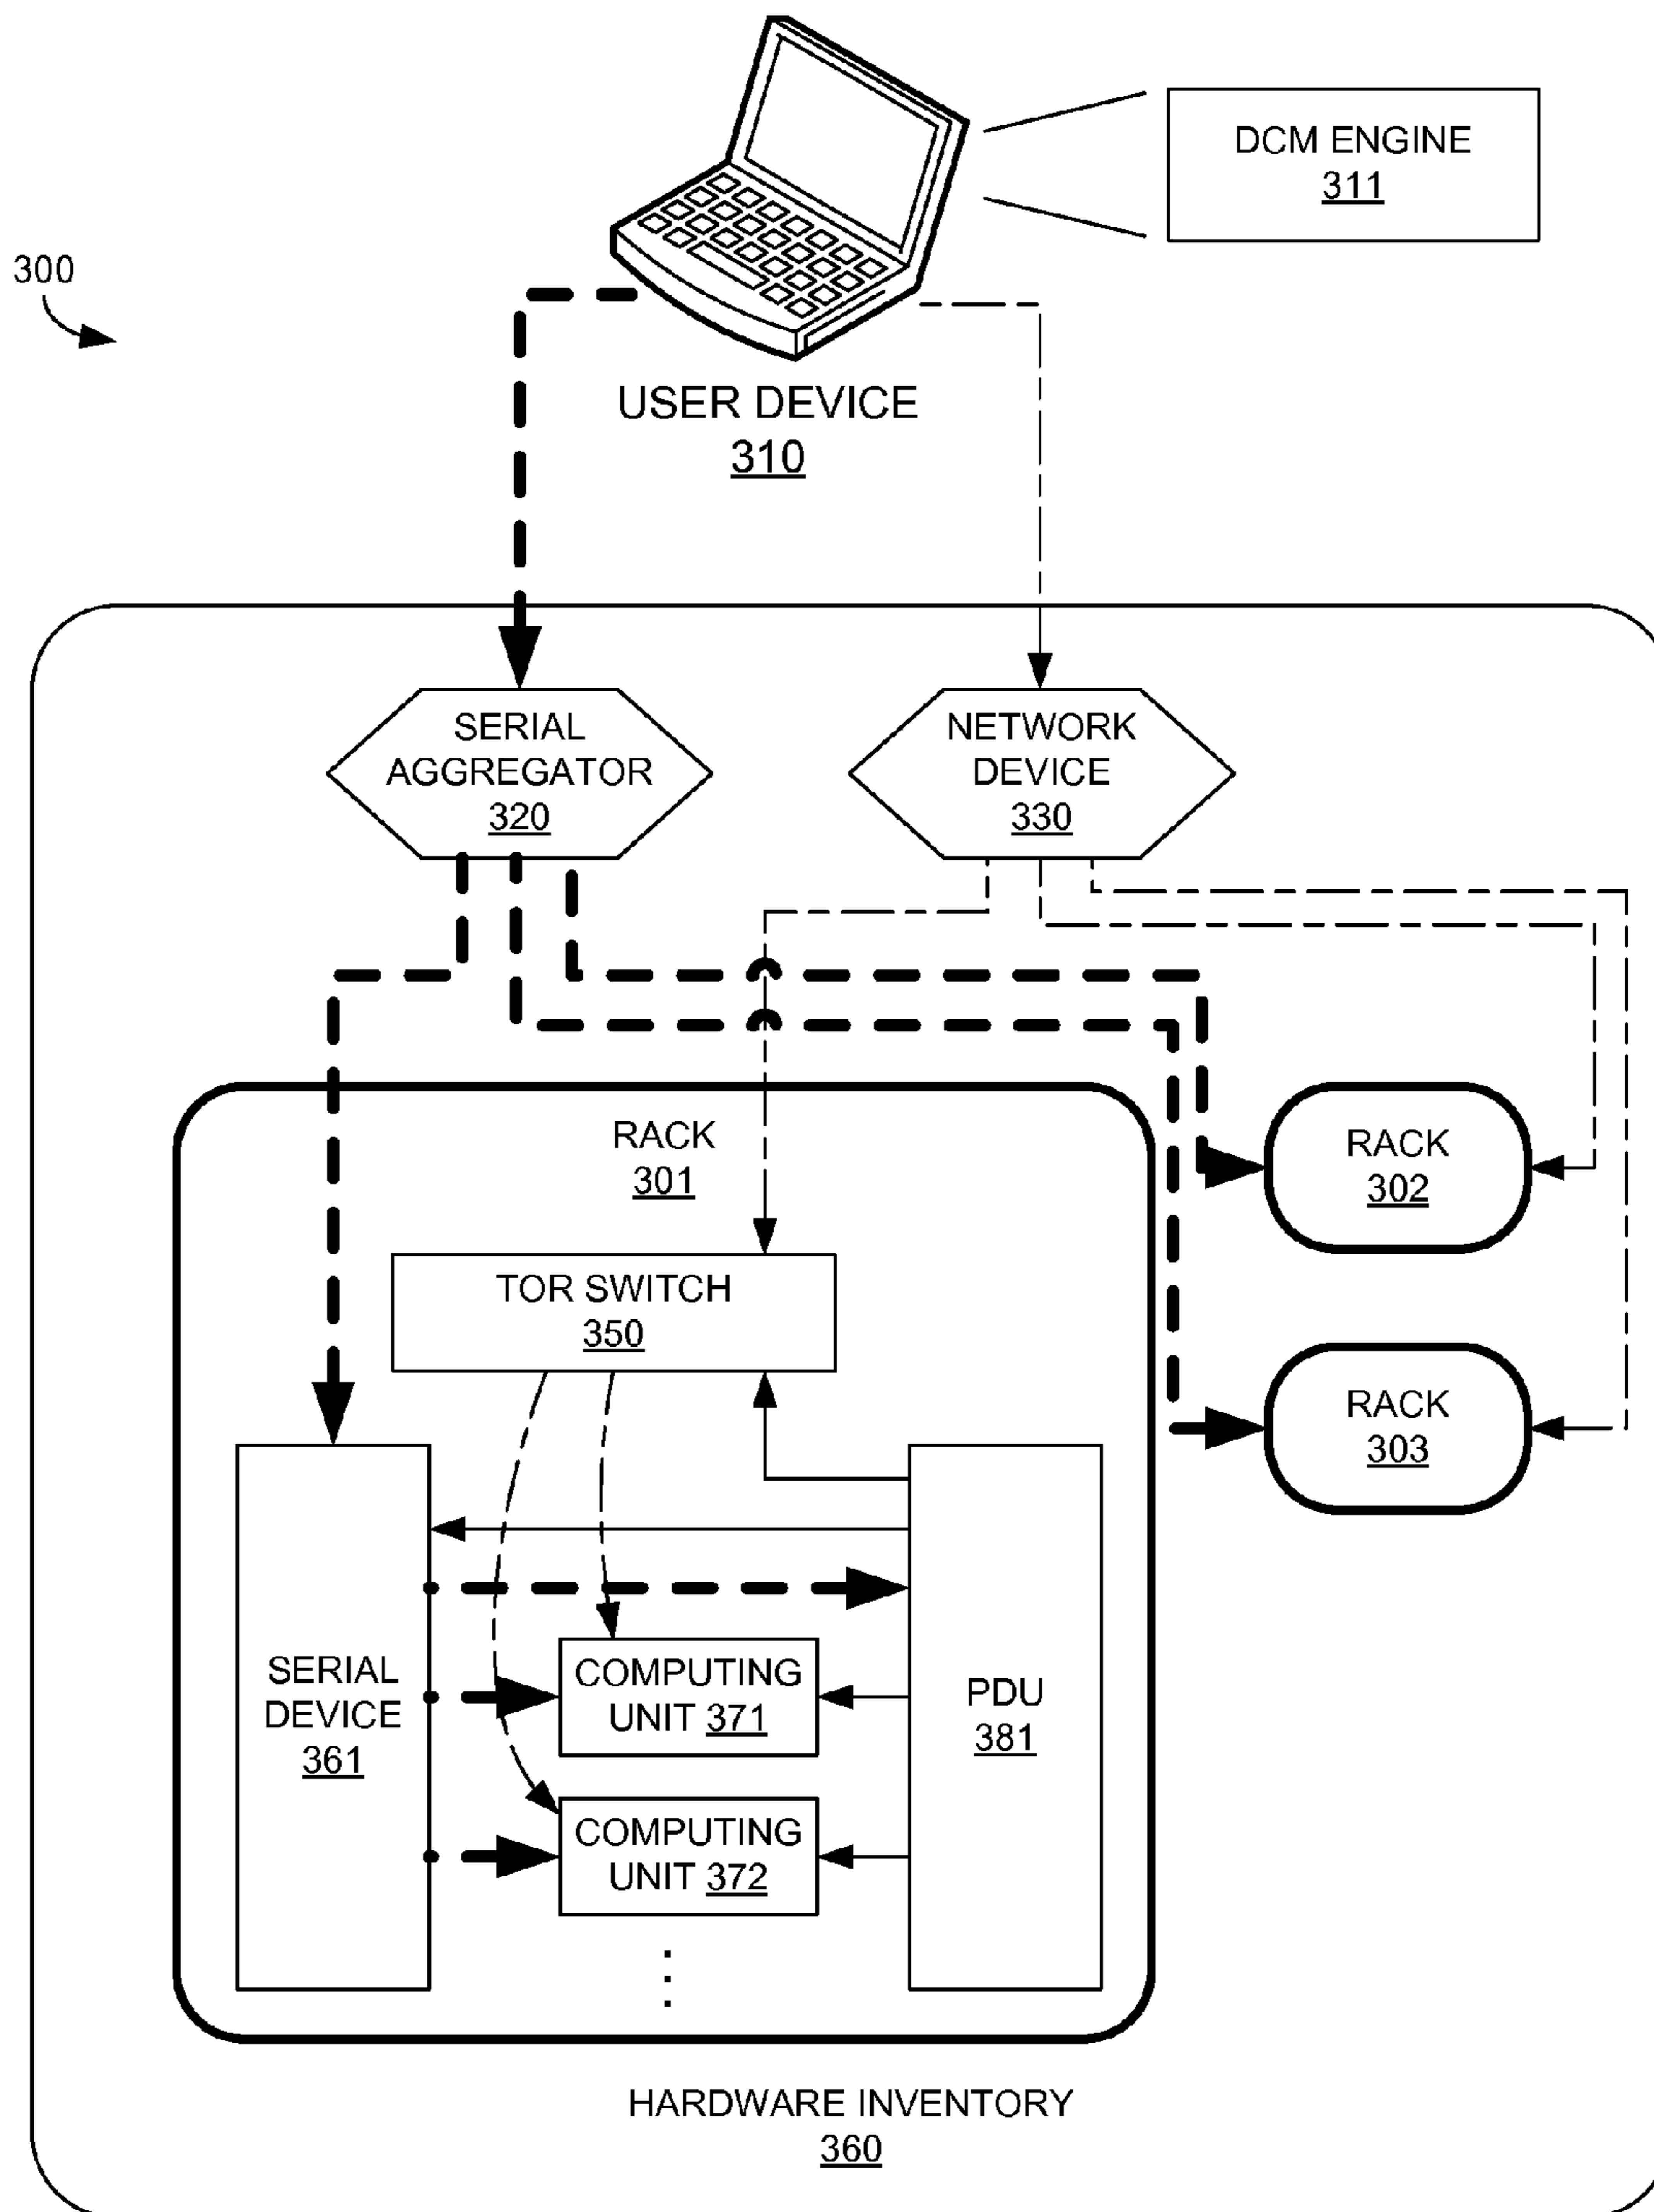 DCM ENGINE
311
300
USER DEVICE
310
SERIAL
AGGREGATOR
320
NETWORK
DEVICE
330
RACK
301
RACK
302
TOR SWITCH
350
RACK
303
SERIAL
DEVICE
361
COMPUTING
UNIT 371
PDU
381
COMPUTING
UNIT 372
HARDWARE INVENTORY
360